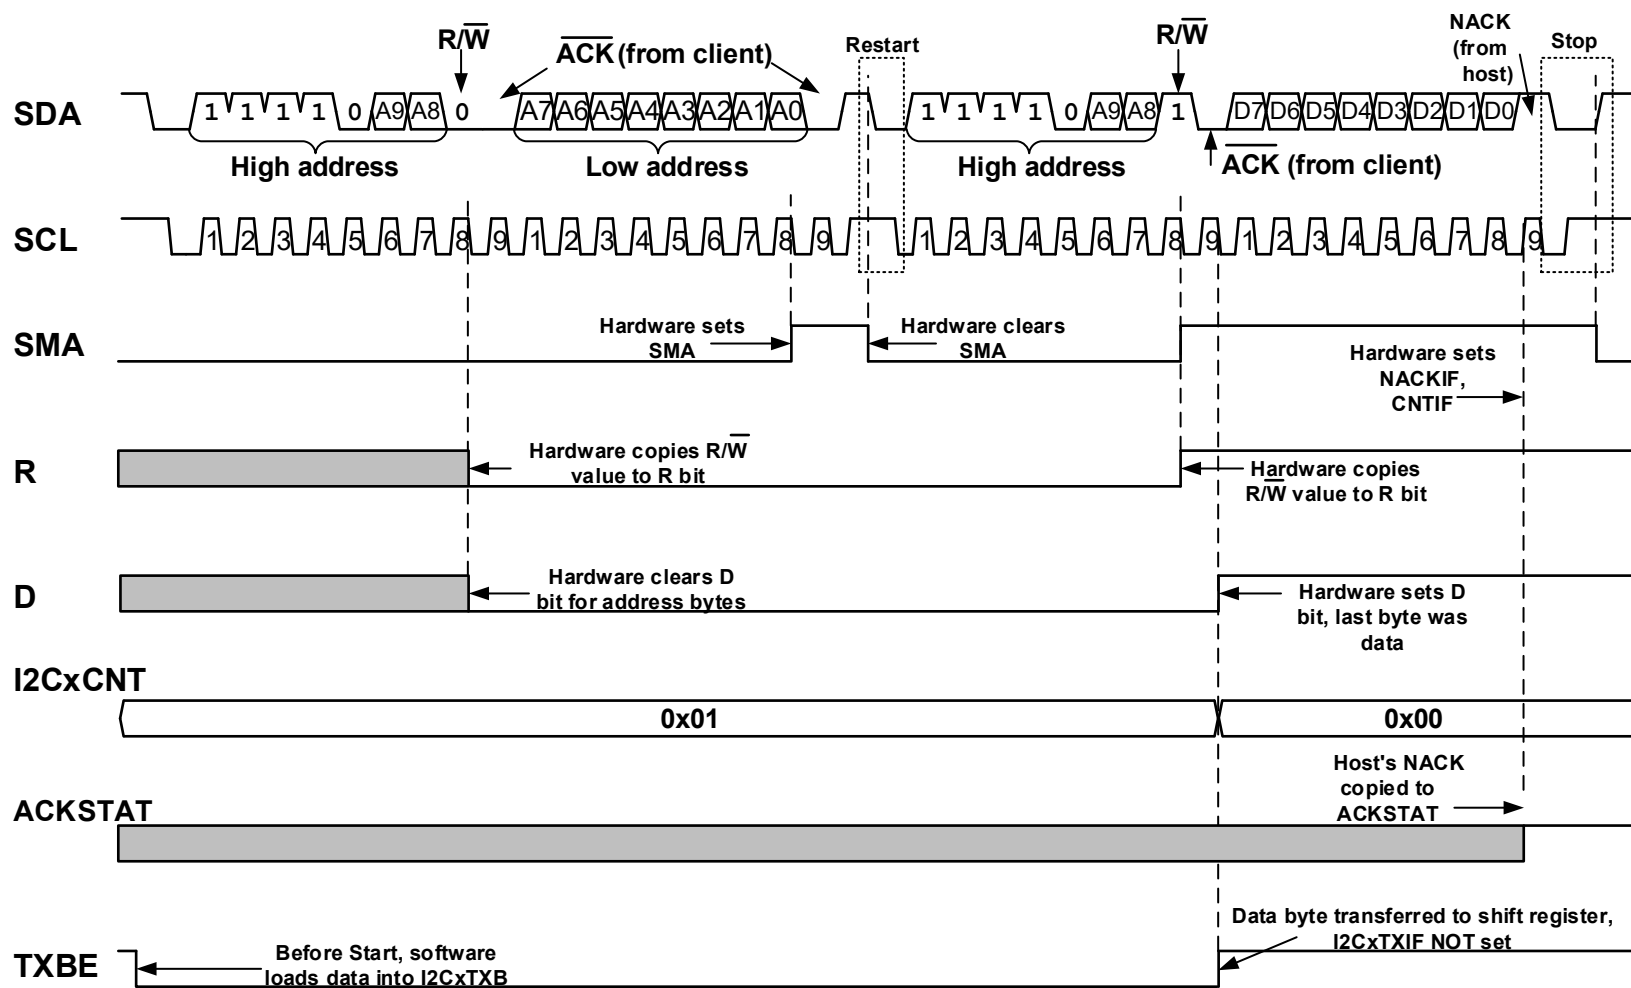 R/W
ACK (from client)
Restart
R/W
NACK
(from
host)
Stop
SDA
1 1 1 1 0 A9 A8 0 A7 A6 A5 A4 A3 A2 A1 A0 1 1 1 1 0 A9 A8 1 D7 D6 D5 D4 D3 D2 D1 D0
High address
Low address
High address
ACK (from client)
SCL
1 2 3 4 5 6 7 8 9 1 2 3 4 5 6 7 8 9 1 2 3 4 5 6 7 8 9 1 2 3 4 5 6 7 8 9
SMA
Hardware sets
SMA
Hardware clears
SMA
Hardware sets
NACKIF,
CNTIF
R
Hardware copies R/W
value to R bit
Hardware copies
R/W value to R bit
D
Hardware clears D
bit for address bytes
Hardware sets D
bit, last byte was
data
I2CxCNT
0x01
0x00
ACKSTAT
Host's NACK
copied to
ACKSTAT
TXBE
Before Start, software
loads data into I2CxTXB
Data byte transferred to shift register,
I2CxTXIF NOT set